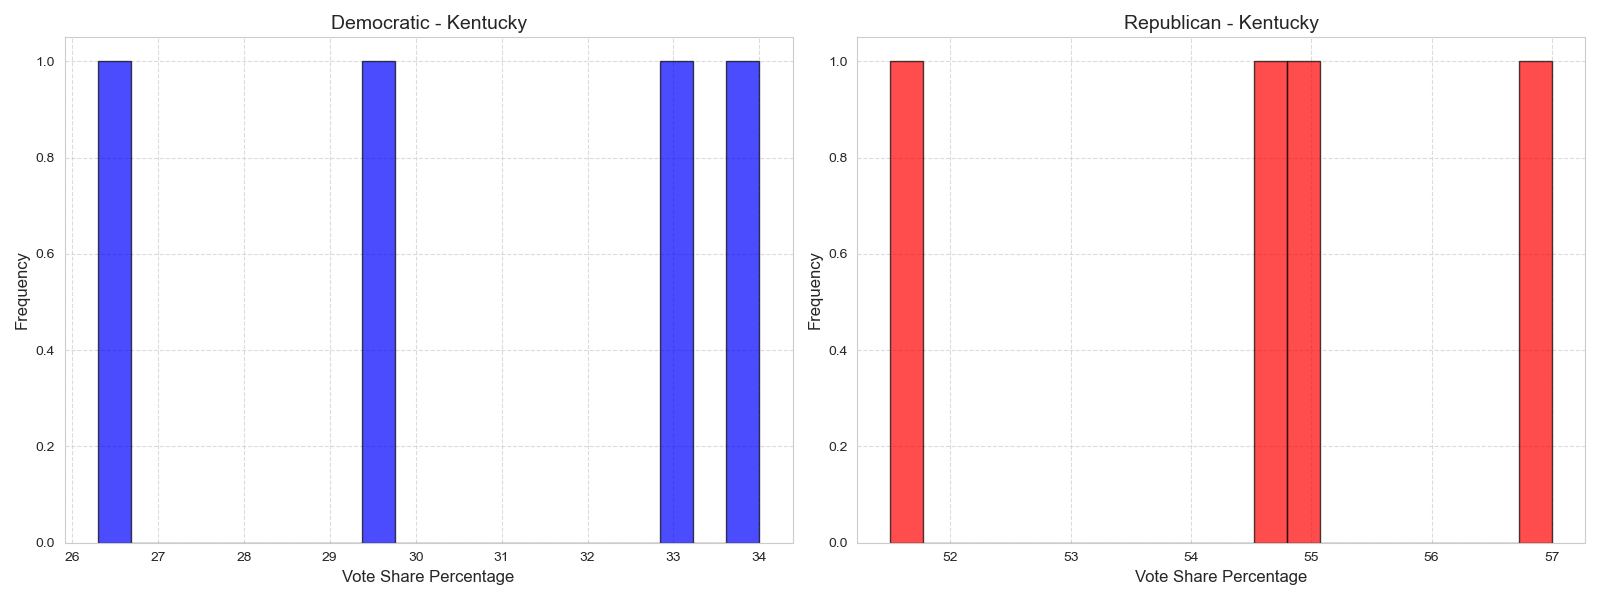 Democratic - Kentucky
Frequency
1.0
0.8
0.6
0.4
0.2
0.0
26 27 28 29 30 31 32 33 34
Vote Share Percentage
Republican - Kentucky
Frequency
1.0
0.8
0.6
0.4
0.2
0.0
52 53 54 55 56 57
Vote Share Percentage